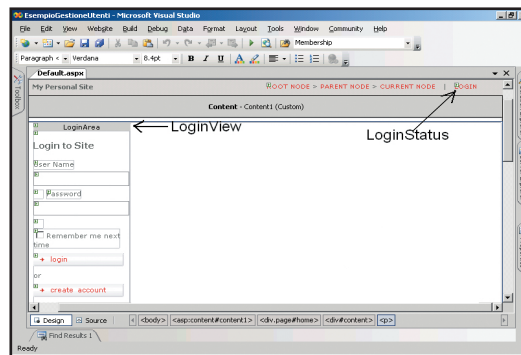 EsempioGestioneUtenti - Microsoft Visual Studio
File Edit View Website Build Debug Data Format Layout Tools Window Community Help
Membership
Paragraph < Verdana 8.4pt B I U A
Toolbox
Default.aspx
My Personal Site
ROOT NODE > PARENT NODE > CURRENT NODE | LOGIN
Content - Content1 (Custom)
LoginArea
LoginView
LoginStatus
Login to Site
User Name
Password
Remember me next
time
+ login
or
+ create account
Design Source <body> <asp:content#content1> <div.page#home> <div#content> <p>
Find Results 1
Ready